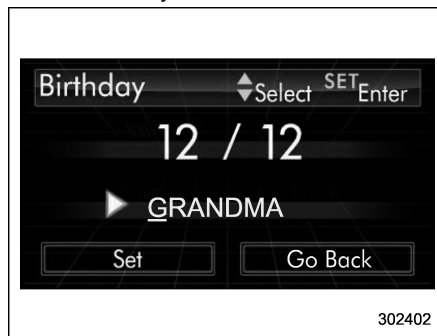 Birthday Select SET Enter
12 / 12
GRANDMA
Set Go Back
302402